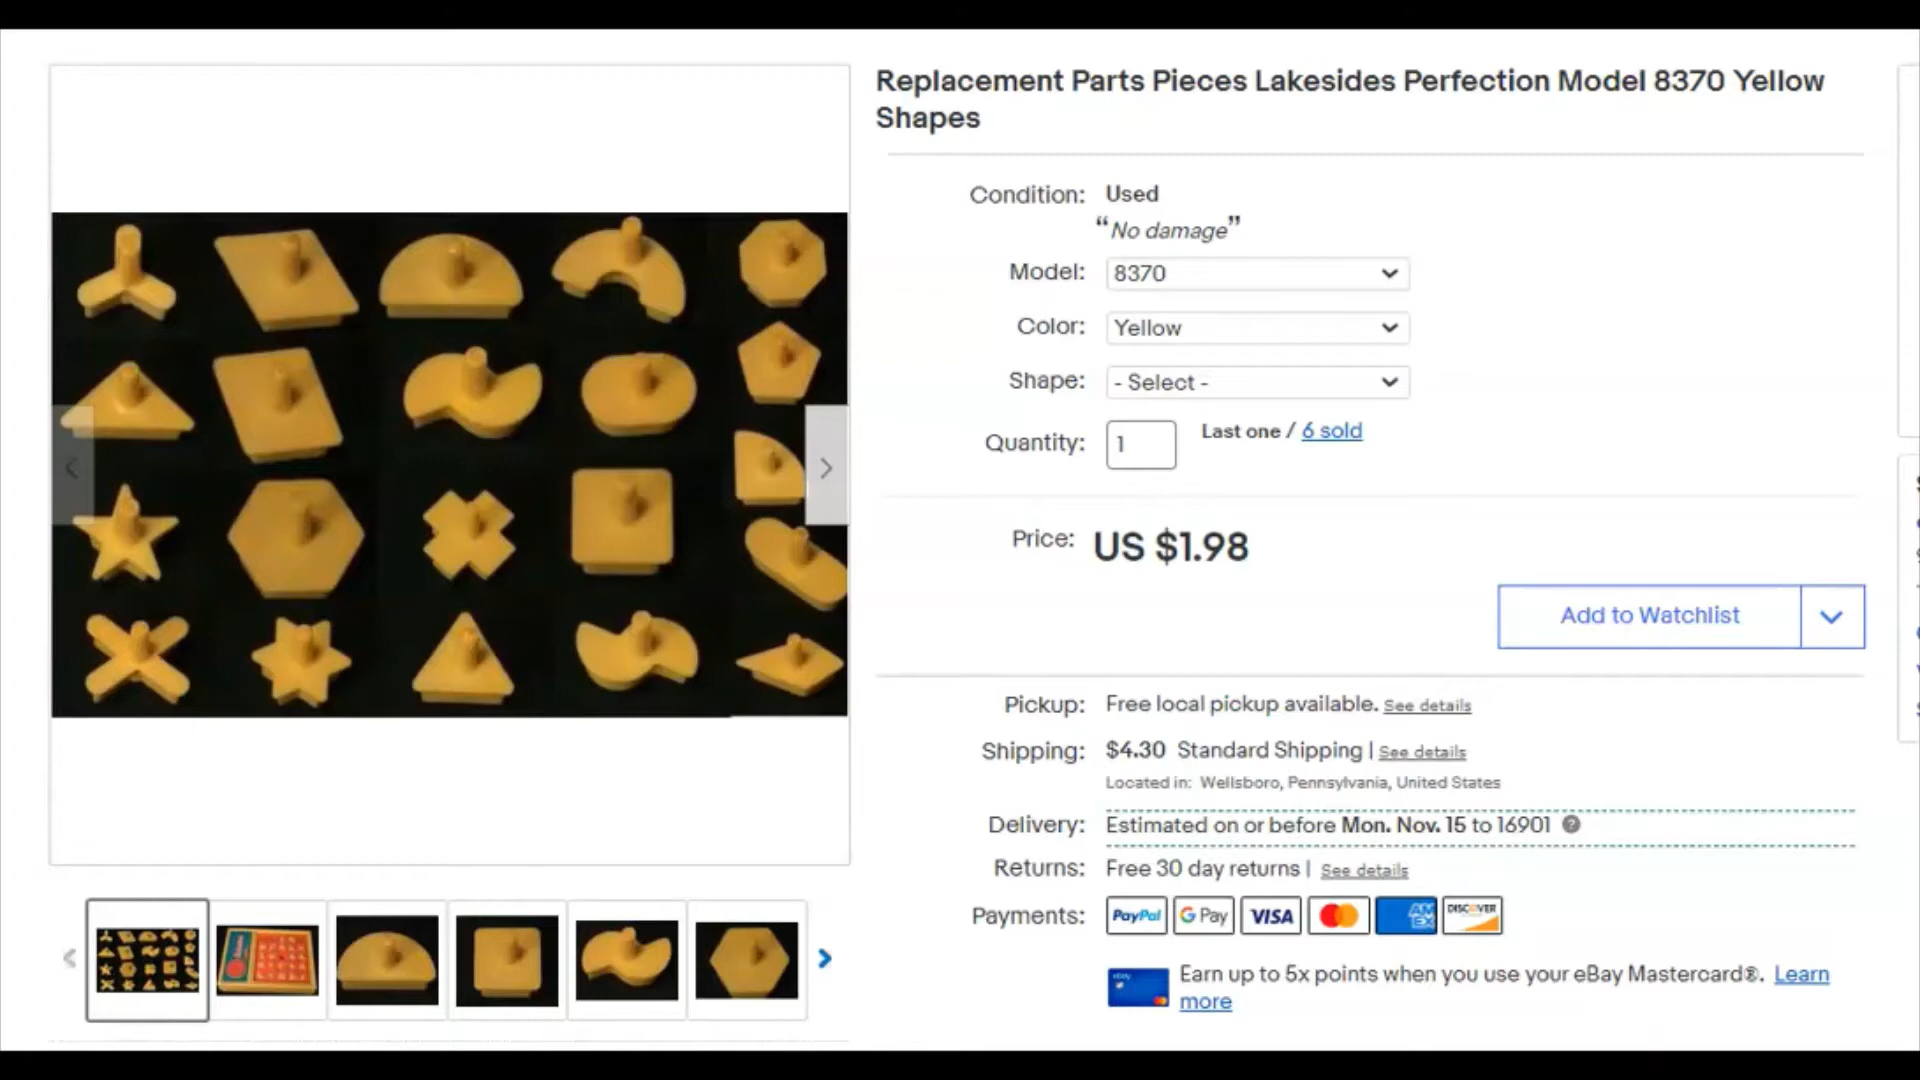 Replacement Parts Pieces Lakesides Perfection Model 8370 Yellow
Shapes
Condition: Used
“No damage”
Model: 8370
Color: Yellow
Shape: - Select -
Quantity: 1 Last one / 6 sold
Price: US $1.98
Add to Watchlist
Pickup: Free local pickup available. See details
Shipping: $4.30 Standard Shipping | See details
Located in: Wellsboro, Pennsylvania, United States
Delivery: Estimated on or before Mon. Nov. 15 to 16901 ?
Returns: Free 30 day returns | See details
Payments: PayPal G Pay VISA AMEX DISCOVER
Earn up to 5x points when you use your eBay Mastercard®. Learn
more